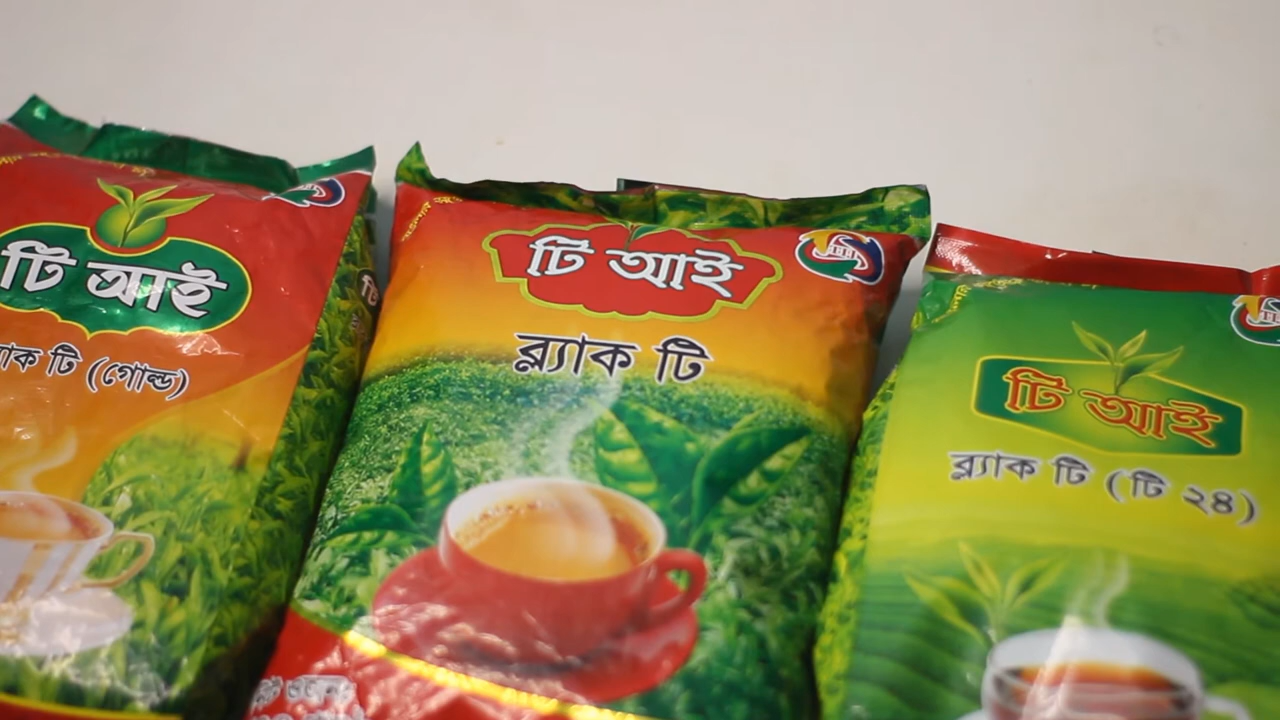 টি আই
টি (গোল্ড)
টি আই
ব্ল্যাক টি
টি আই
ব্ল্যাক টি (টি ২৪)